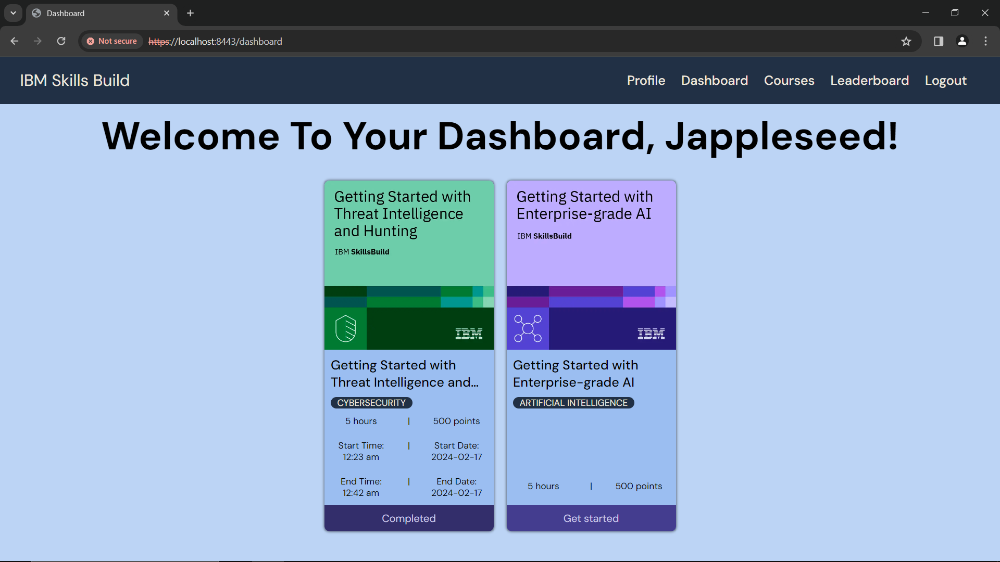 Dashboard
Not secure https://localhost:8443/dashboard
IBM Skills Build
Profile Dashboard Courses Leaderboard Logout
Welcome To Your Dashboard, Jappleseed!
Getting Started with
Threat Intelligence
and Hunting
IBM SkillsBuild
IBM
Getting Started with
Threat Intelligence and...
CYBERSECURITY
5 hours | 500 points
Start Time: | Start Date:
12:23 am 2024-02-17
End Time: | End Date:
12:42 am 2024-02-17
Completed
Getting Started with
Enterprise-grade AI
IBM SkillsBuild
IBM
Getting Started with
Enterprise-grade AI
ARTIFICIAL INTELLIGENCE
5 hours | 500 points
Get started